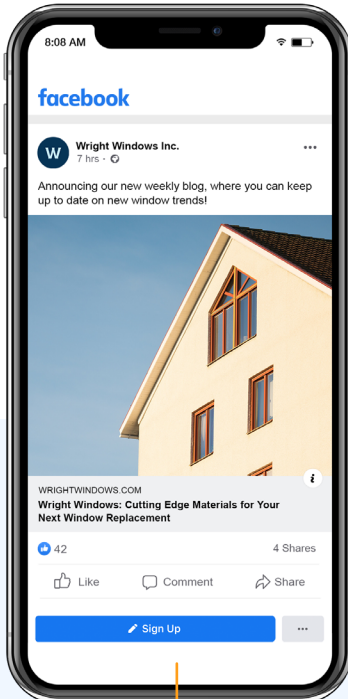 8:08 AM
facebook
W
Wright Windows Inc.
7 hrs ·
Announcing our new weekly blog, where you can keep
up to date on new window trends!
i
WRIGHTWINDOWS.COM
Wright Windows: Cutting Edge Materials for Your
Next Window Replacement
42
4 Shares
Like
Comment
Share
Sign Up